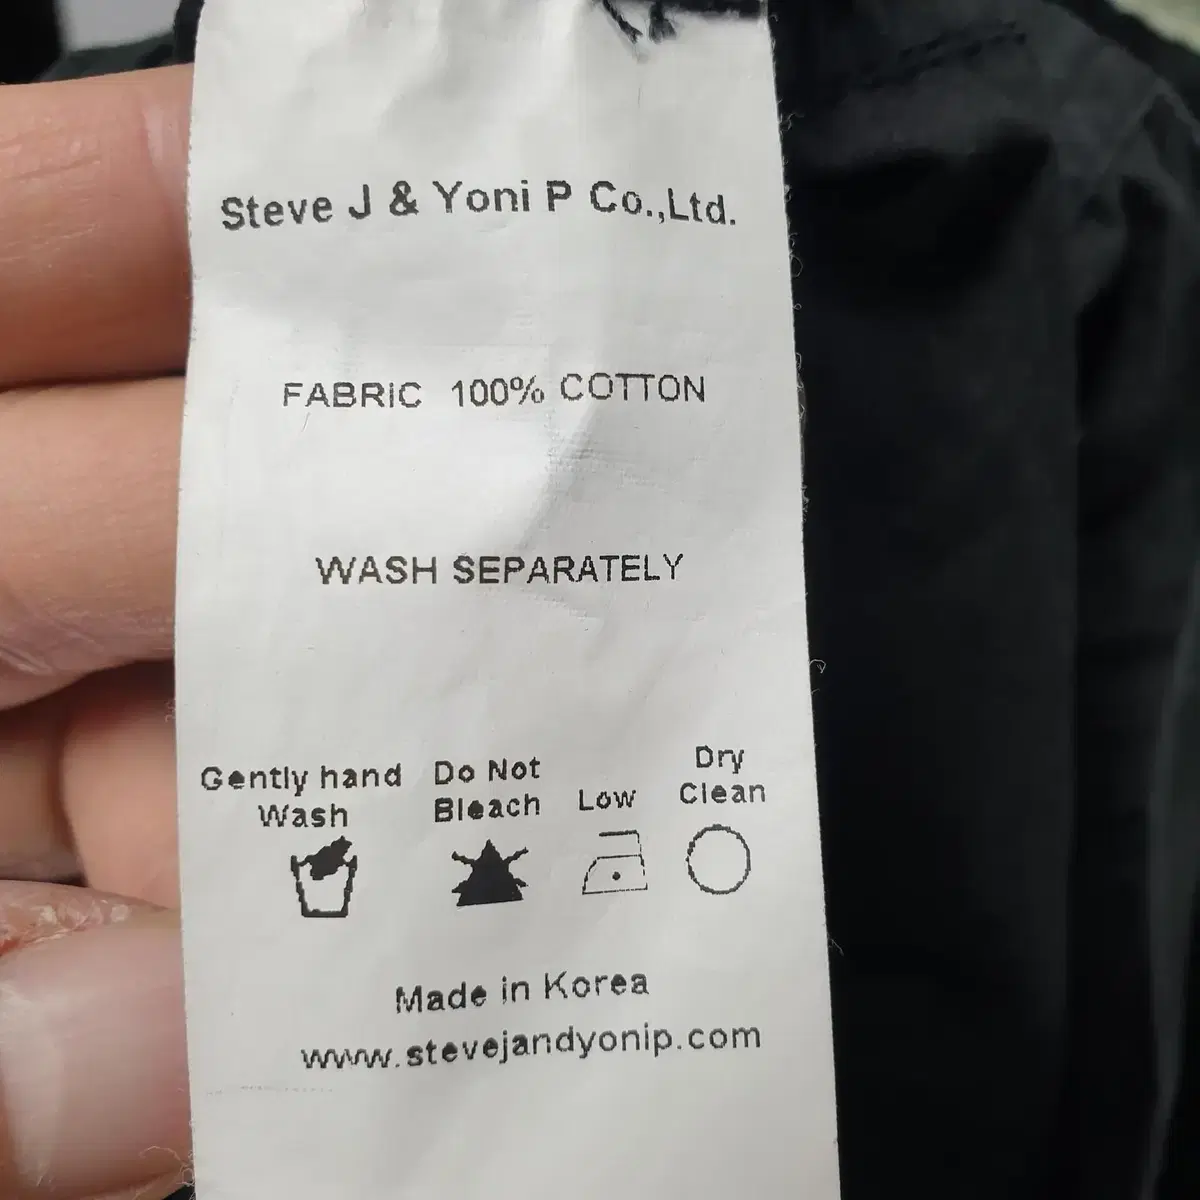 Steve J & Yoni P Co.,Ltd.
FABRIC 100% COTTON
WASH SEPARATELY
Gently hand Wash
Do Not Bleach
Low
Dry Clean
Made in Korea
www.stevejandyonip.com